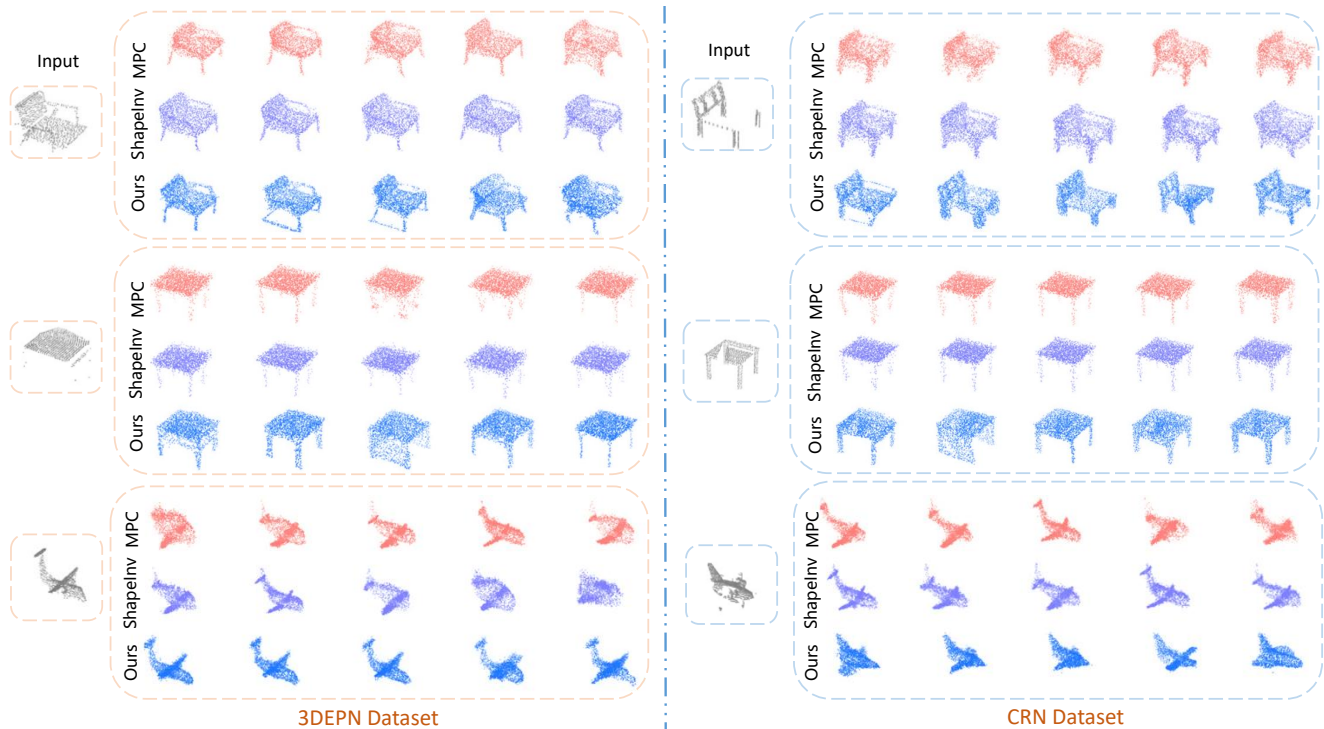 Input
MPC
ShapeInv
Ours
MPC
ShapeInv
Ours
MPC
ShapeInv
Ours
3DEPN Dataset
Input
MPC
ShapeInv
Ours
MPC
ShapeInv
Ours
MPC
ShapeInv
Ours
CRN Dataset